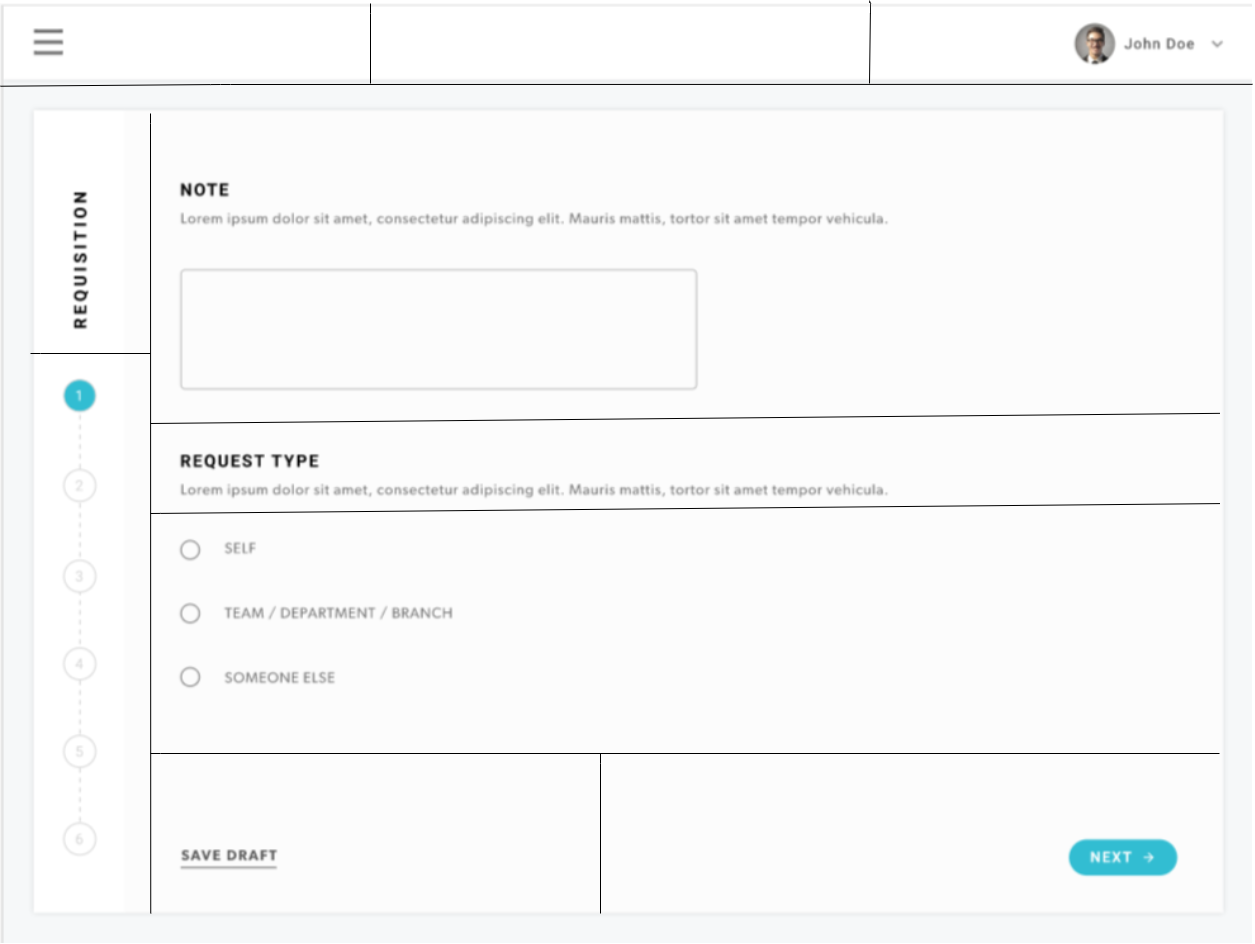 John Doe
REQUISITION
1
2
3
4
5
6
NOTE
Lorem ipsum dolor sit amet, consectetur adipiscing elit. Mauris mattis, tortor sit amet tempor vehicula.
REQUEST TYPE
Lorem ipsum dolor sit amet, consectetur adipiscing elit. Mauris mattis, tortor sit amet tempor vehicula.
SELF
TEAM / DEPARTMENT / BRANCH
SOMEONE ELSE
SAVE DRAFT
NEXT →